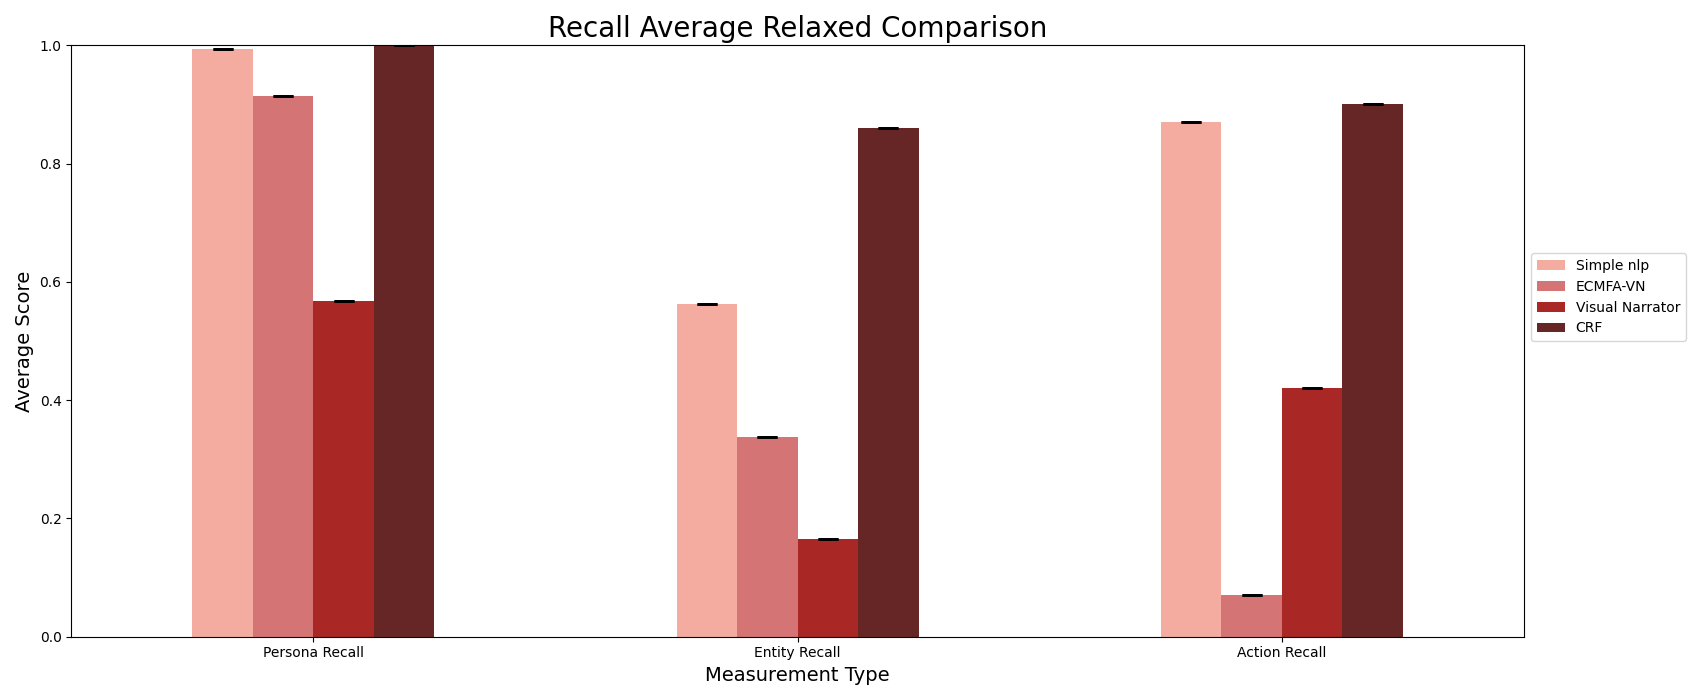 Recall Average Relaxed Comparison
1.0
0.8
0.6
0.4
0.2
0.0
Average Score
Persona Recall
Entity Recall
Action Recall
Measurement Type
Simple nlp
ECMFA-VN
Visual Narrator
CRF